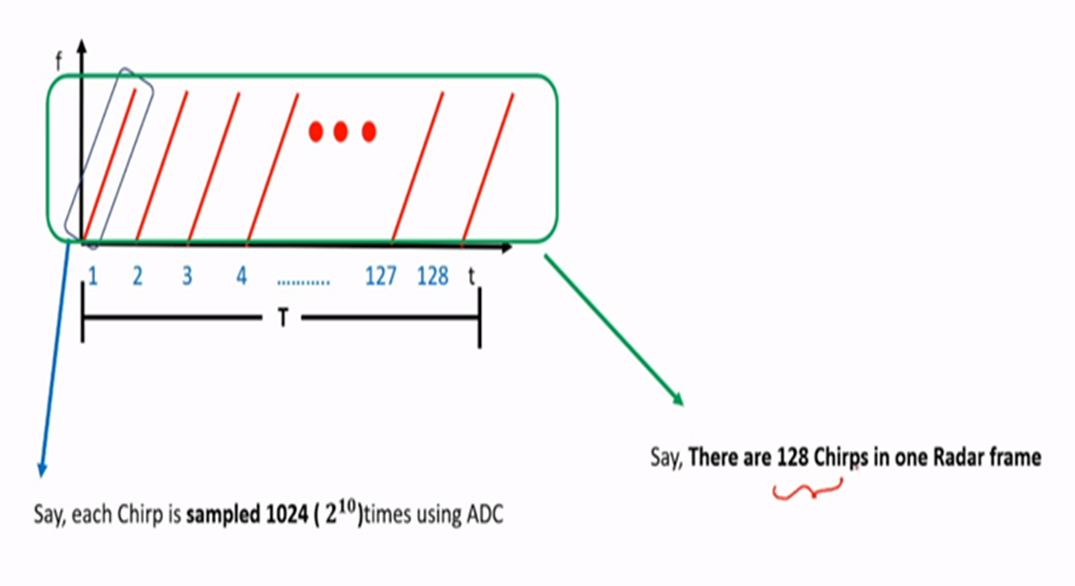 f
1 2 3 4 ........... 127 128 t
T
Say, There are 128 Chirps in one Radar frame
Say, each Chirp is sampled 1024 ( 2¹⁰)times using ADC